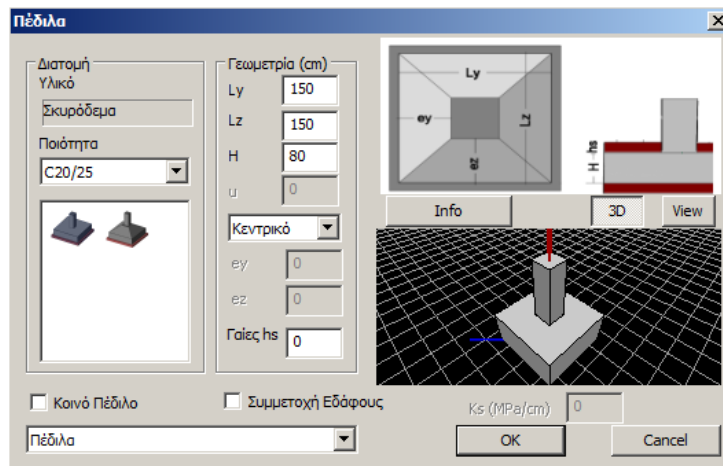 Πέδιλα
Διατομή
Υλικό
Σκυρόδεμα
Ποιότητα
C20/25
Γεωμετρία (cm)
Ly 150
Lz 150
H 80
u 0
Κεντρικό
ey 0
ez 0
Γαίες hs 0
Ly
ey
Lz
ez
H
hs
Info 3D View
Κοινό Πέδιλο
Συμμετοχή Εδάφους
Ks (MPa/cm) 0
Πέδιλα
OK Cancel